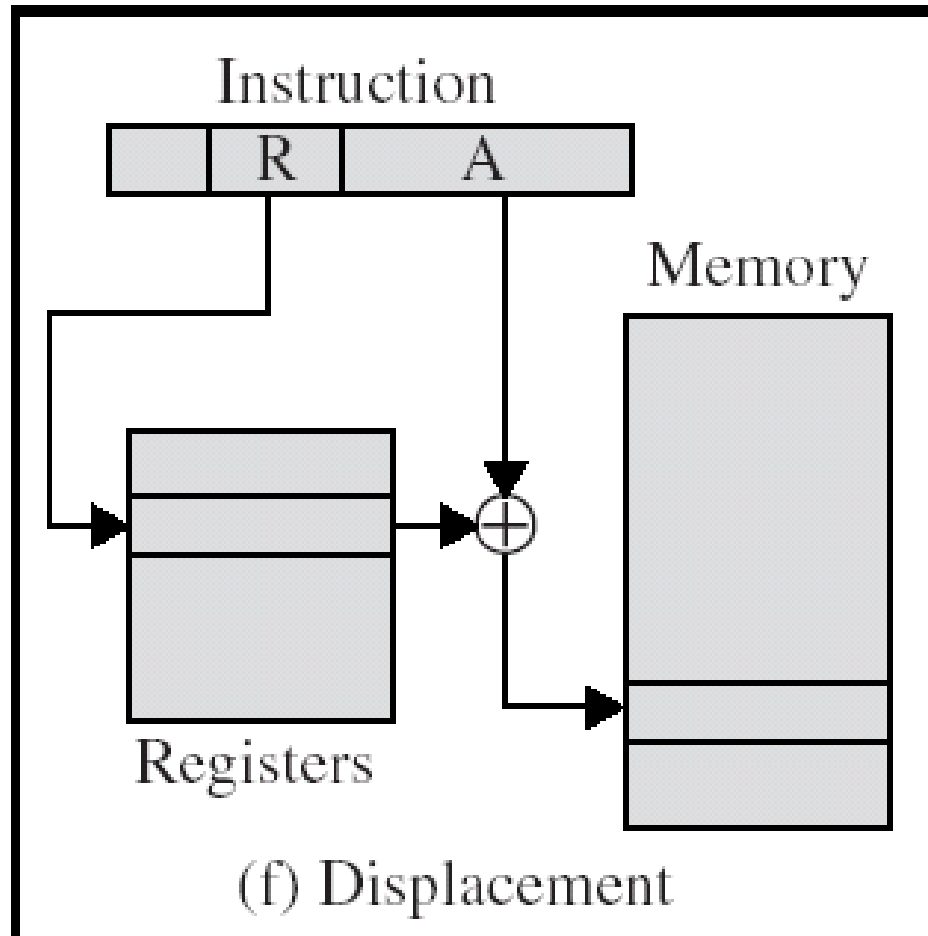 Instruction
R A
Memory
Registers
(f) Displacement